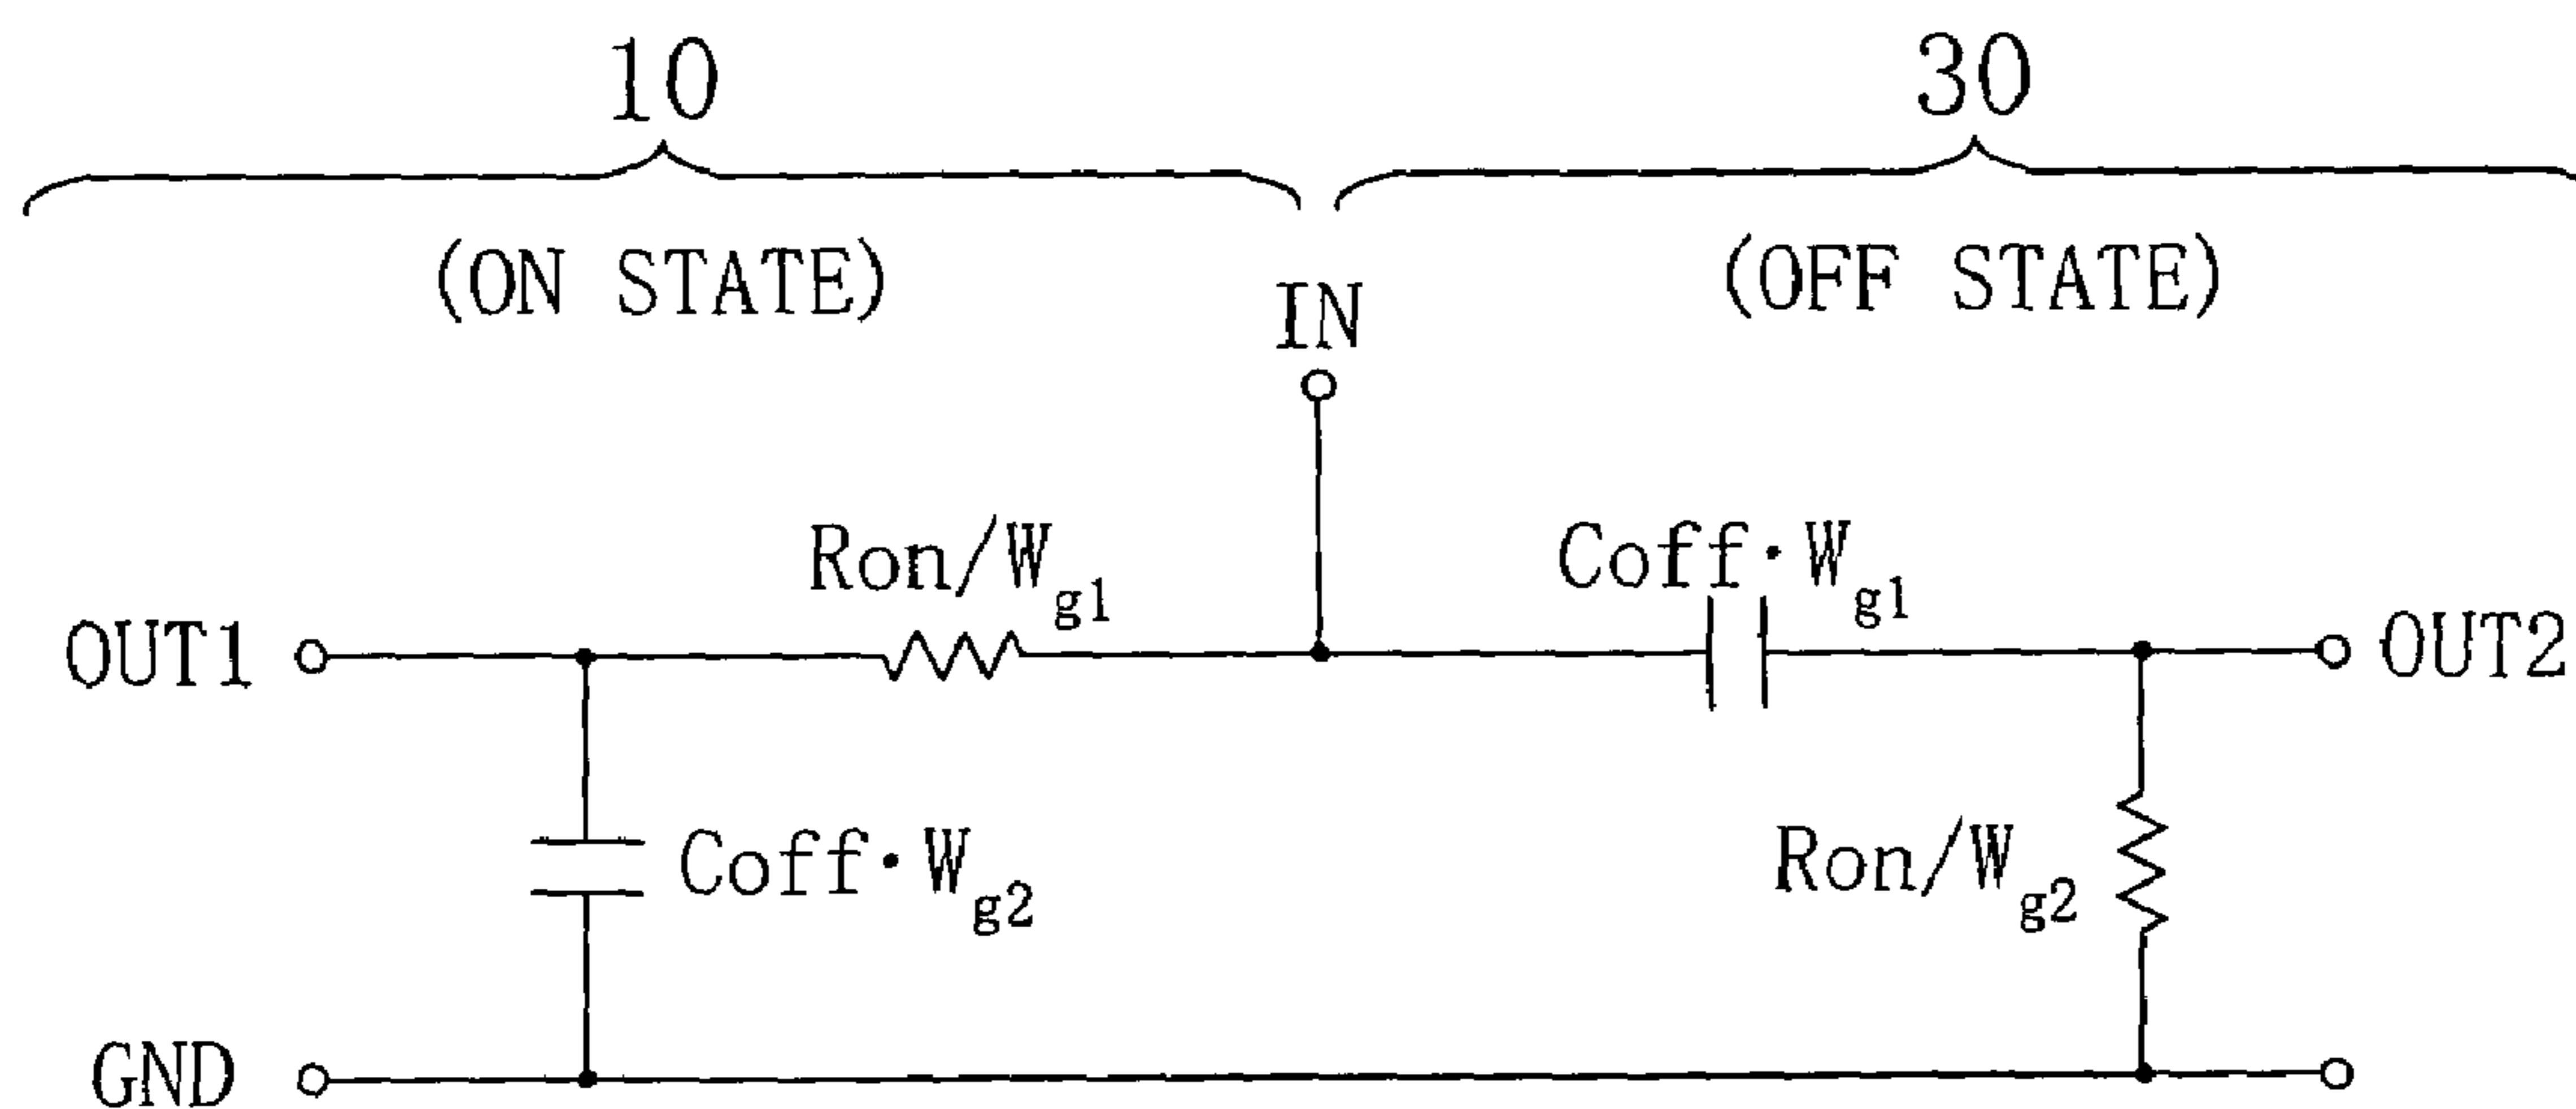 10
30
(ON STATE)
(OFF STATE)
IN
Ron/Wg1
Coff·Wg1
OUT1
OUT2
Coff·Wg2
Ron/Wg2
GND